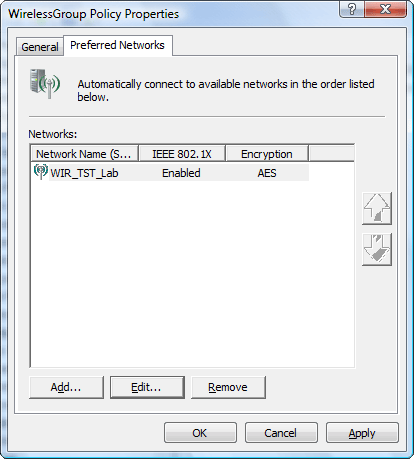 WirelessGroup Policy Properties
General
Preferred Networks
Automatically connect to available networks in the order listed
below.
Networks:
Network Name (S... IEEE 802.1X Encryption
WIR_TST_Lab Enabled AES
Add... Edit... Remove
OK Cancel Apply